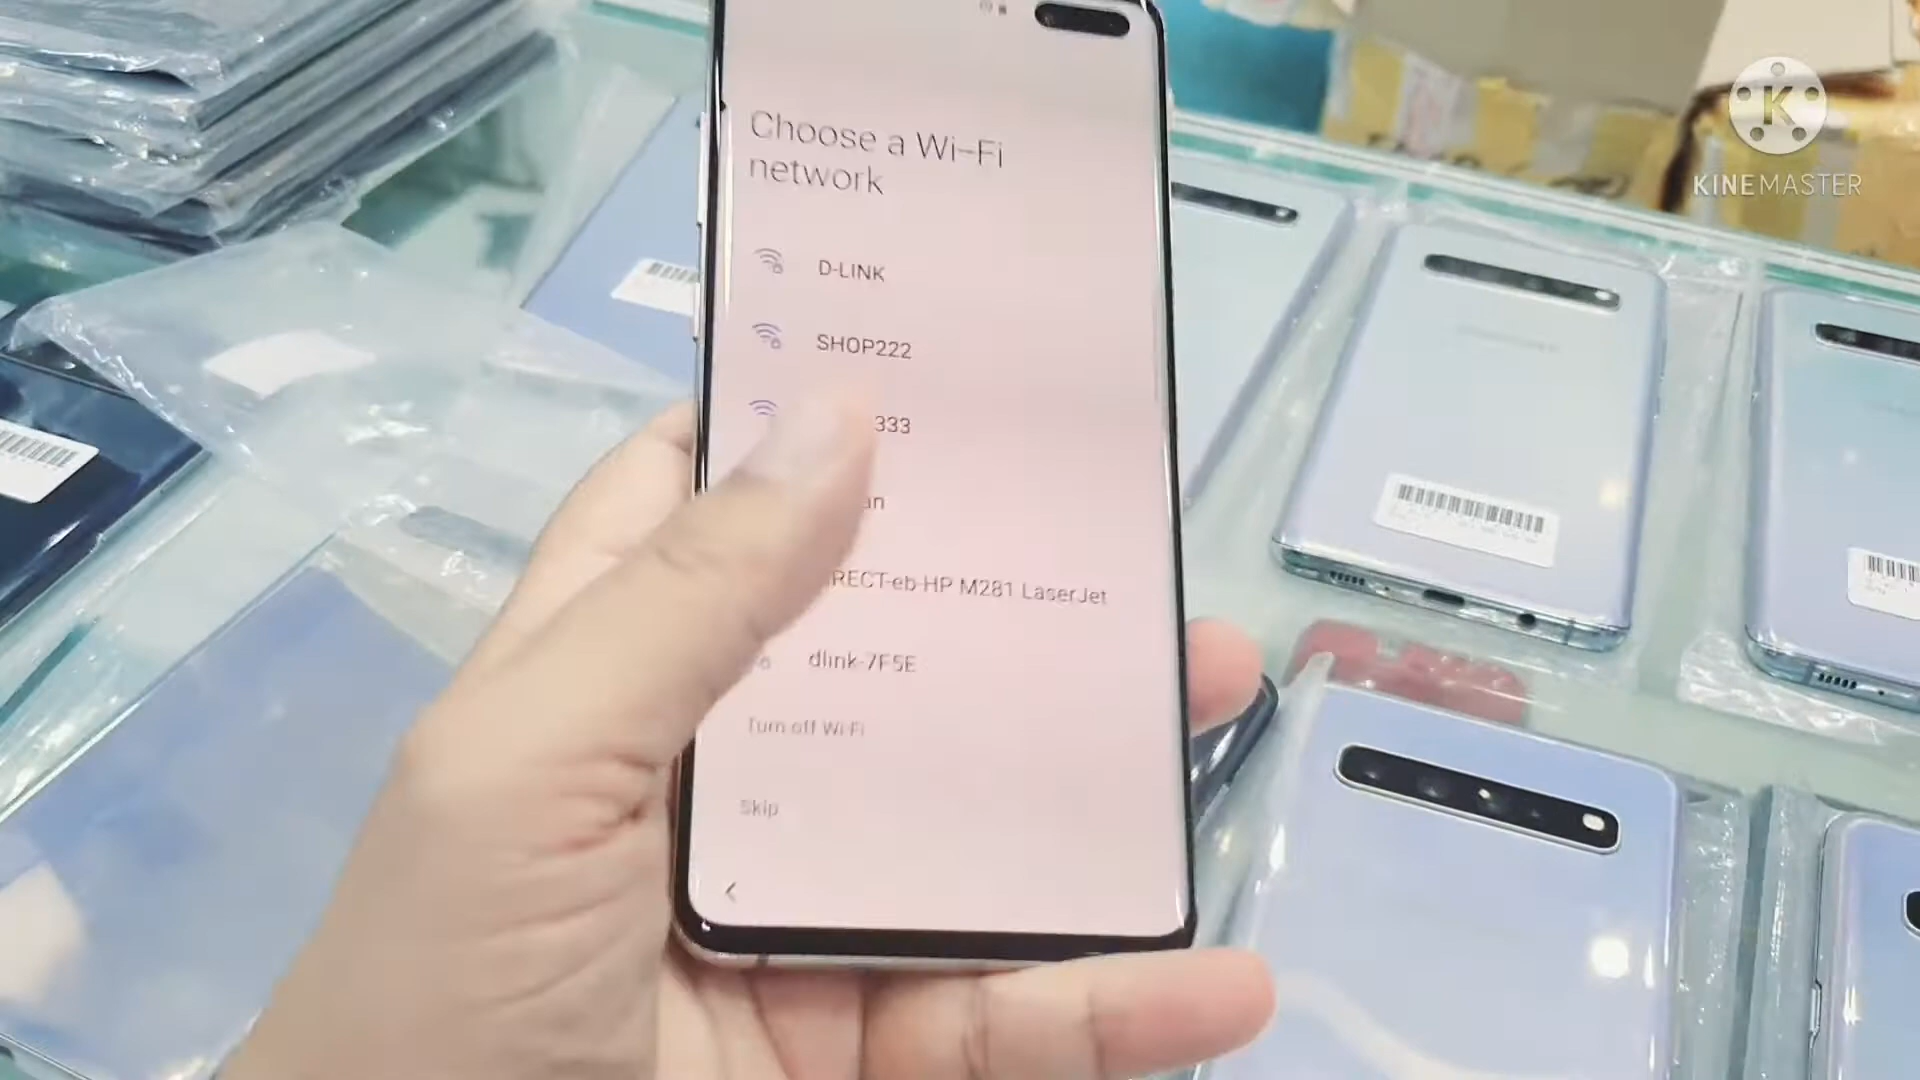 KINEMASTER
Choose a Wi-Fi
network
D-LINK
SHOP222
333
an
RECT-eb-HP M281 LaserJet
dlink-7F5E
Turn off Wi-Fi
Skip